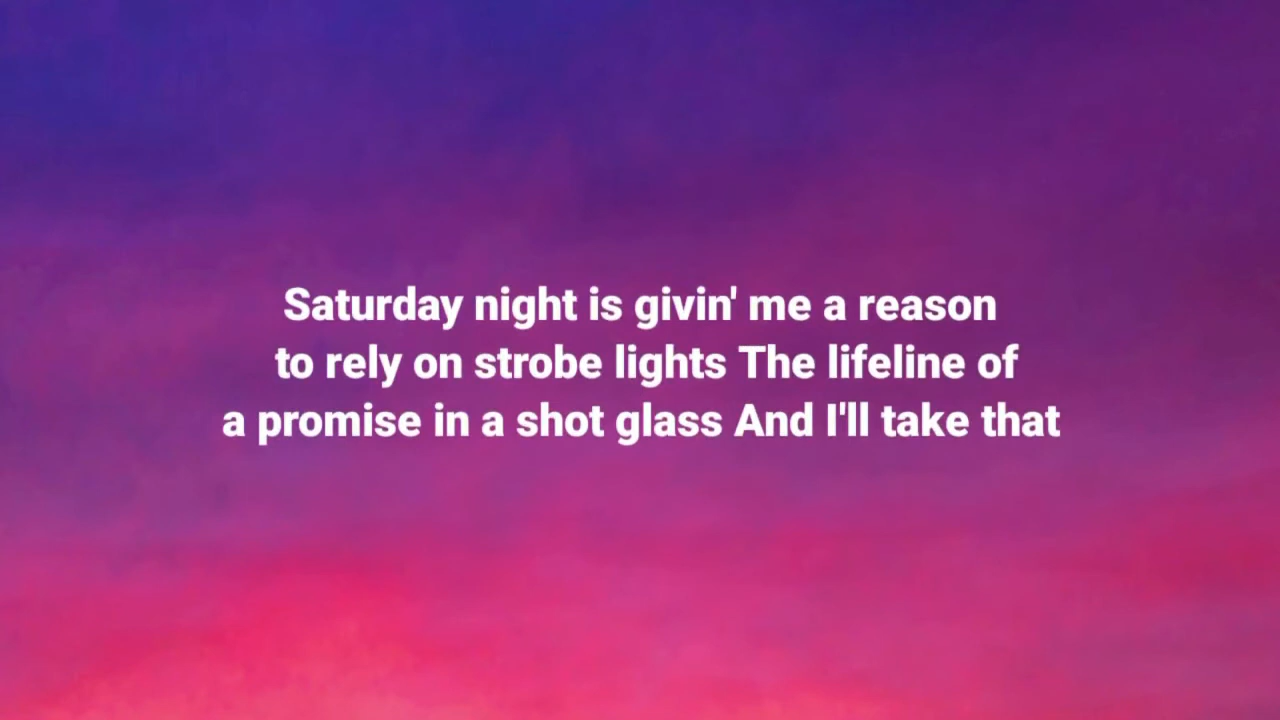 Saturday night is givin' me a reason
to rely on strobe lights The lifeline of
a promise in a shot glass And I'll take that